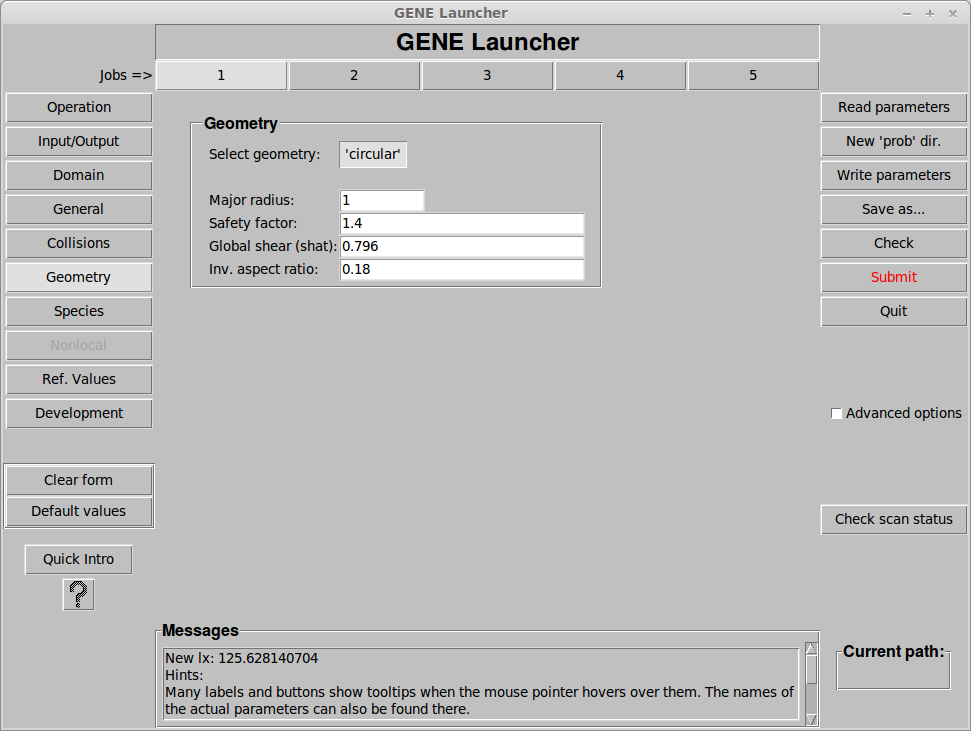 GENE Launcher
GENE Launcher
Jobs => 1 2 3 4 5
Operation
Input/Output
Domain
General
Collisions
Geometry
Species
Nonlocal
Ref. Values
Development
Clear form
Default values
Quick Intro
?
Geometry
Select geometry: 'circular'
Major radius: 1
Safety factor: 1.4
Global shear (shat): 0.796
Inv. aspect ratio: 0.18
Read parameters
New 'prob' dir.
Write parameters
Save as...
Check
Submit
Quit
Advanced options
Check scan status
Messages
New lx: 125.628140704
Hints:
Many labels and buttons show tooltips when the mouse pointer hovers over them. The names of
the actual parameters can also be found there.
Current path: